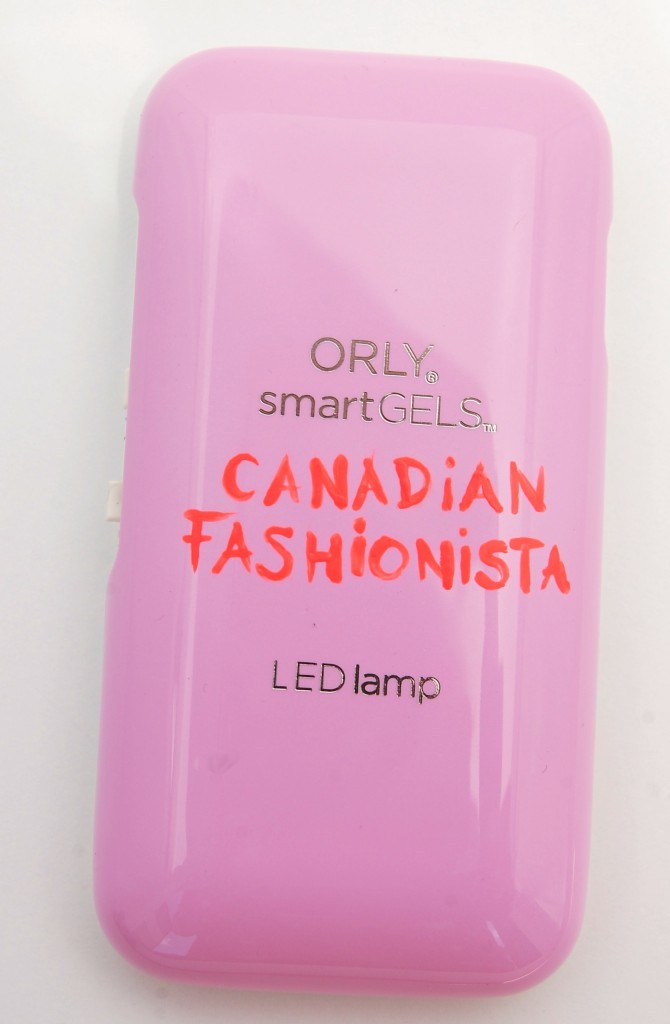 ORLY®
smartGELS™
CANADiAN
FASHiONiSTA
LED lamp